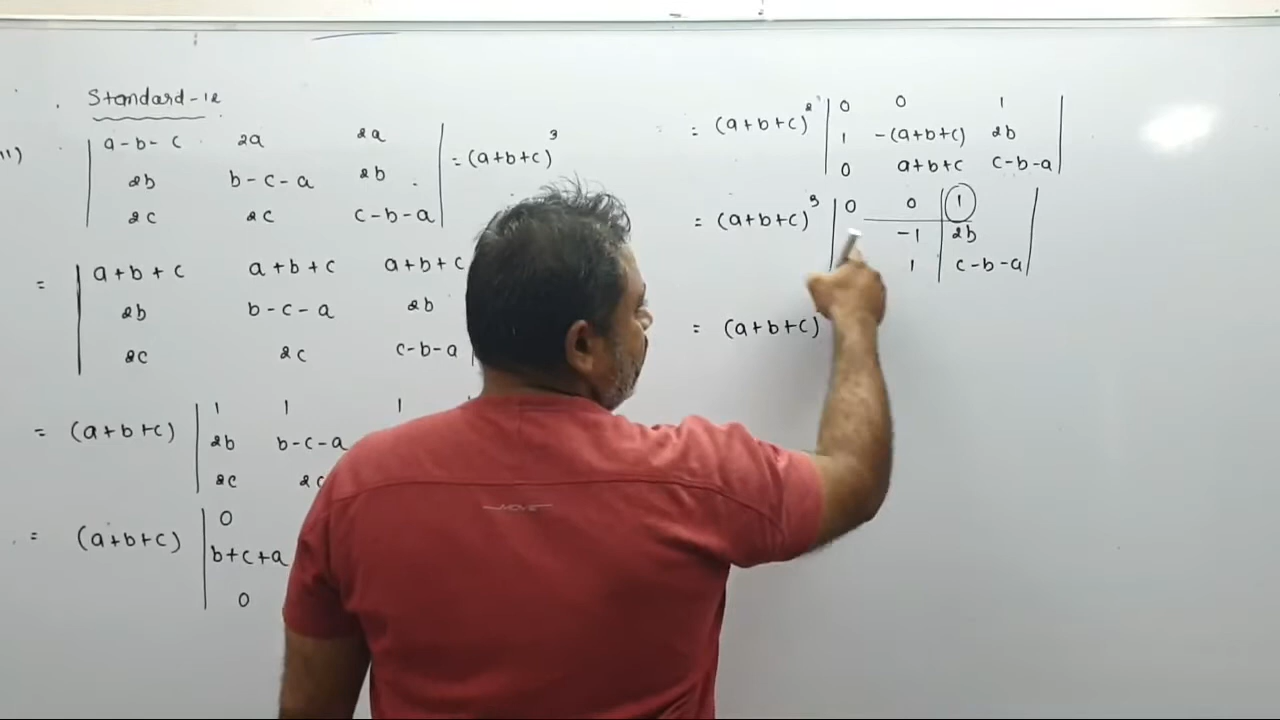 Standard-12
11)
a-b-c 2a 2a
2b b-c-a 2b = (a+b+c)³
2c 2c c-b-a
= a+b+c a+b+c a+b+c
2b b-c-a 2b
2c 2c c-b-a
1 1 1
= (a+b+c) 2b b-c-a
2c
0
= (a+b+c) b+c+a
0
0 0 1
= (a+b+c)² 1 -(a+b+c) 2b
0 a+b+c c-b-a
= (a+b+c)³ 0 0 1
-1 2b
1 c-b-a
= (a+b+c)